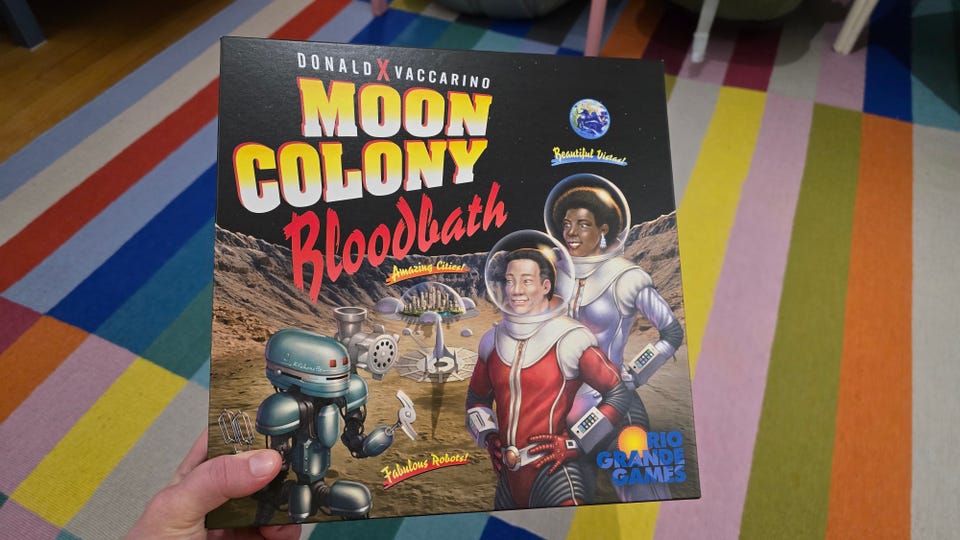 DONALD X VACCARINO
MOON
COLONY
Bloodbath
Beautiful Vistas!
Amazing Cities!
Fabulous Robots!
RIO
GRANDE
GAMES